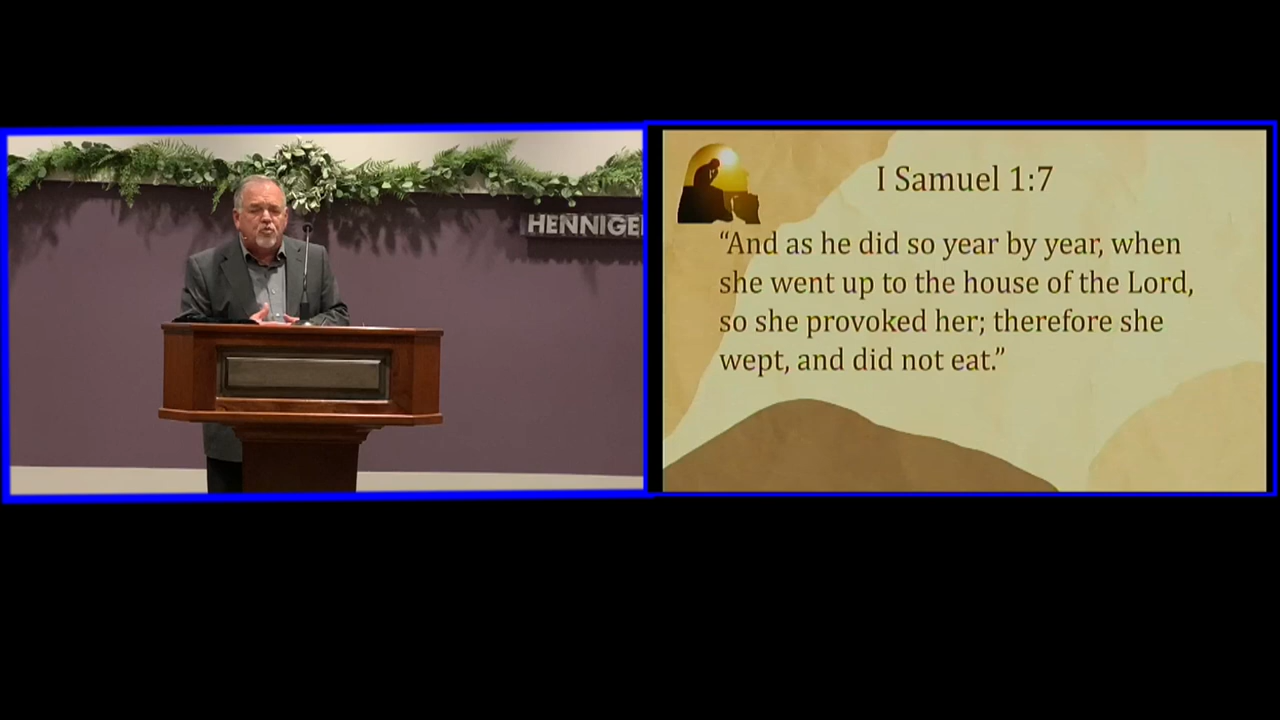 HENNIGE
I Samuel 1:7
“And as he did so year by year, when
she went up to the house of the Lord,
so she provoked her; therefore she
wept, and did not eat.”